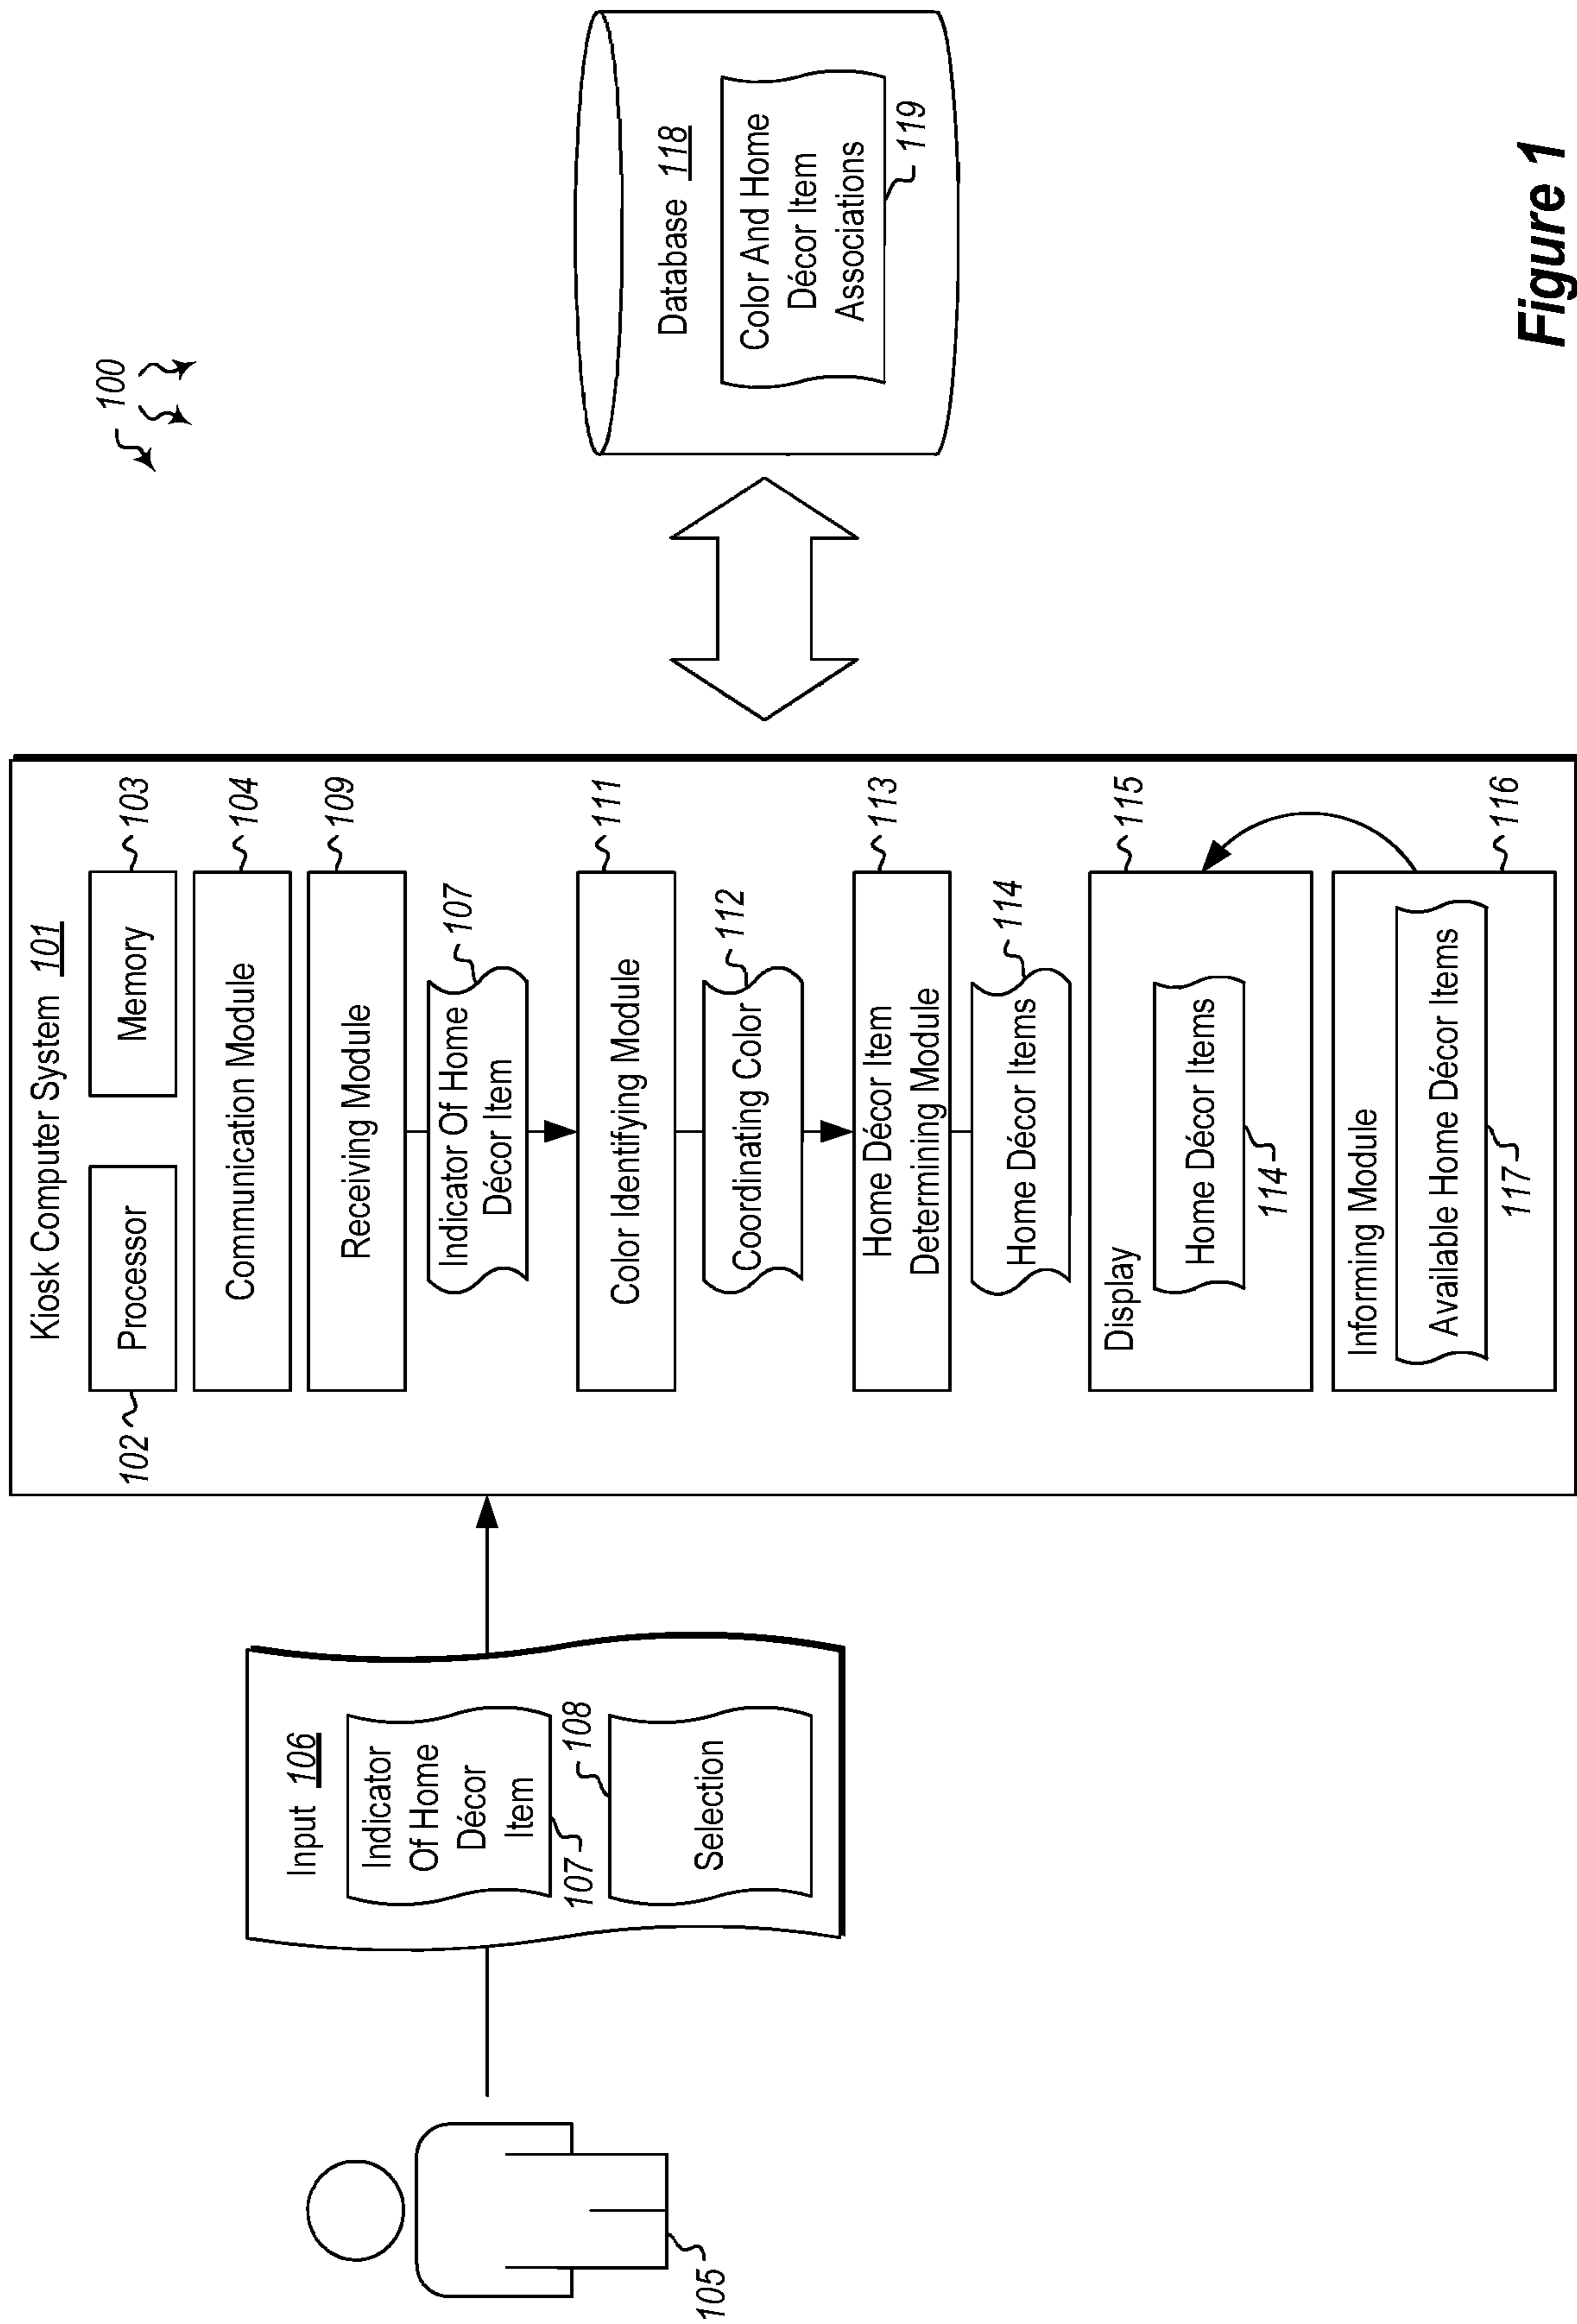 100
Kiosk Computer System 101
102
Processor
Memory
103
Communication Module
104
Receiving Module
109
Indicator Of Home
Décor Item
107
Color Identifying Module
111
Coordinating Color
112
Home Décor Item
Determining Module
113
Home Décor Items
114
Display
115
Home Décor Items
114
Informing Module
116
Available Home Décor Items
117
105
Input 106
Indicator
Of Home
Décor
Item
107
108
Selection
Database 118
Color And Home
Décor Item
Associations
119
Figure 1